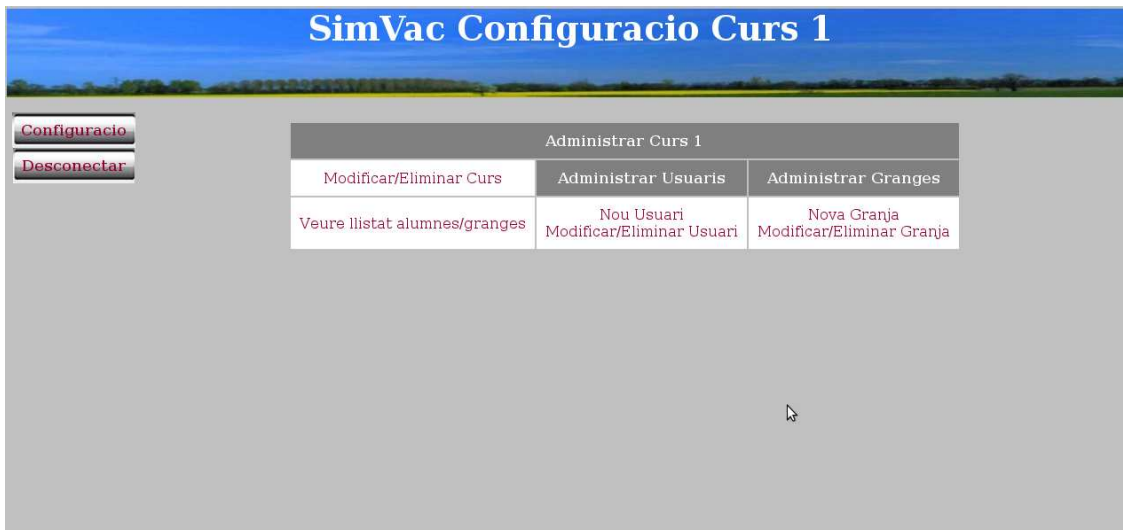 SimVac Configuracio Curs 1
Configuracio
Desconectar
Administrar Curs 1
Modificar/Eliminar Curs
Administrar Usuaris
Administrar Granges
Veure llistat alumnes/granges
Nou Usuari
Modificar/Eliminar Usuari
Nova Granja
Modificar/Eliminar Granja